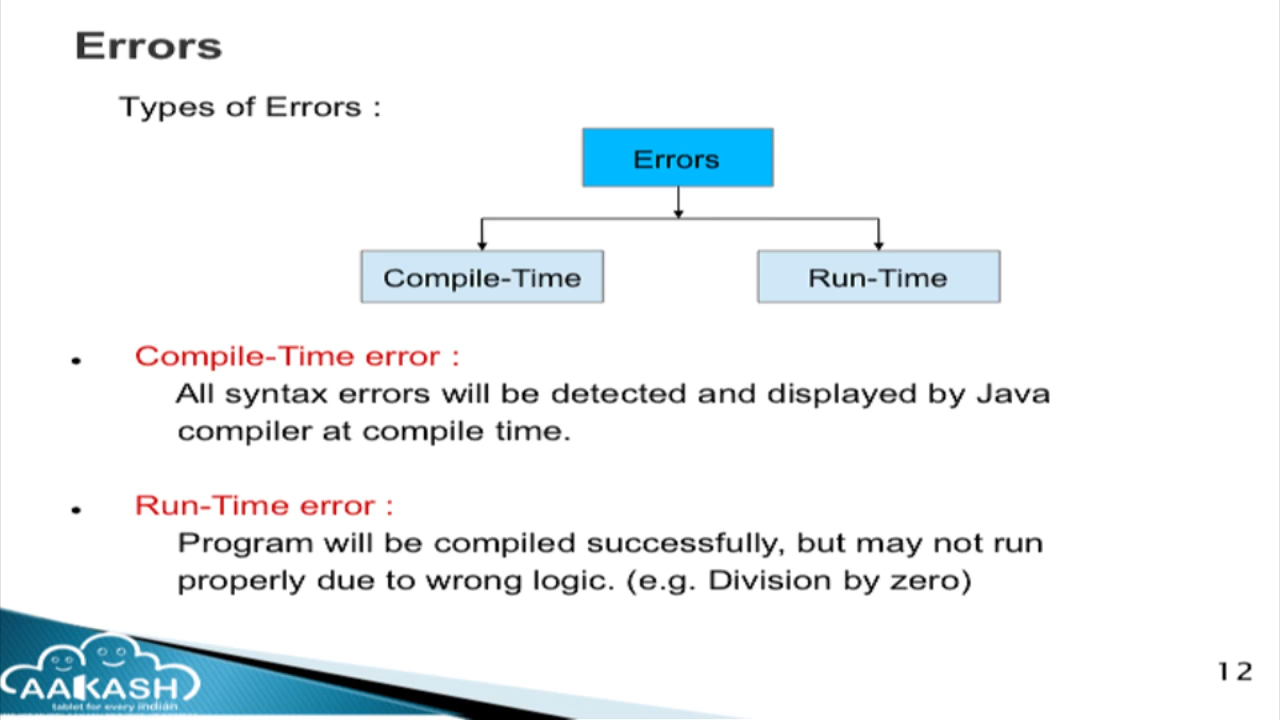 Errors
Types of Errors :
Errors
Compile-Time
Run-Time
• Compile-Time error :
All syntax errors will be detected and displayed by Java
compiler at compile time.
• Run-Time error :
Program will be compiled successfully, but may not run
properly due to wrong logic. (e.g. Division by zero)
AAKASH
tablet for every indian
12